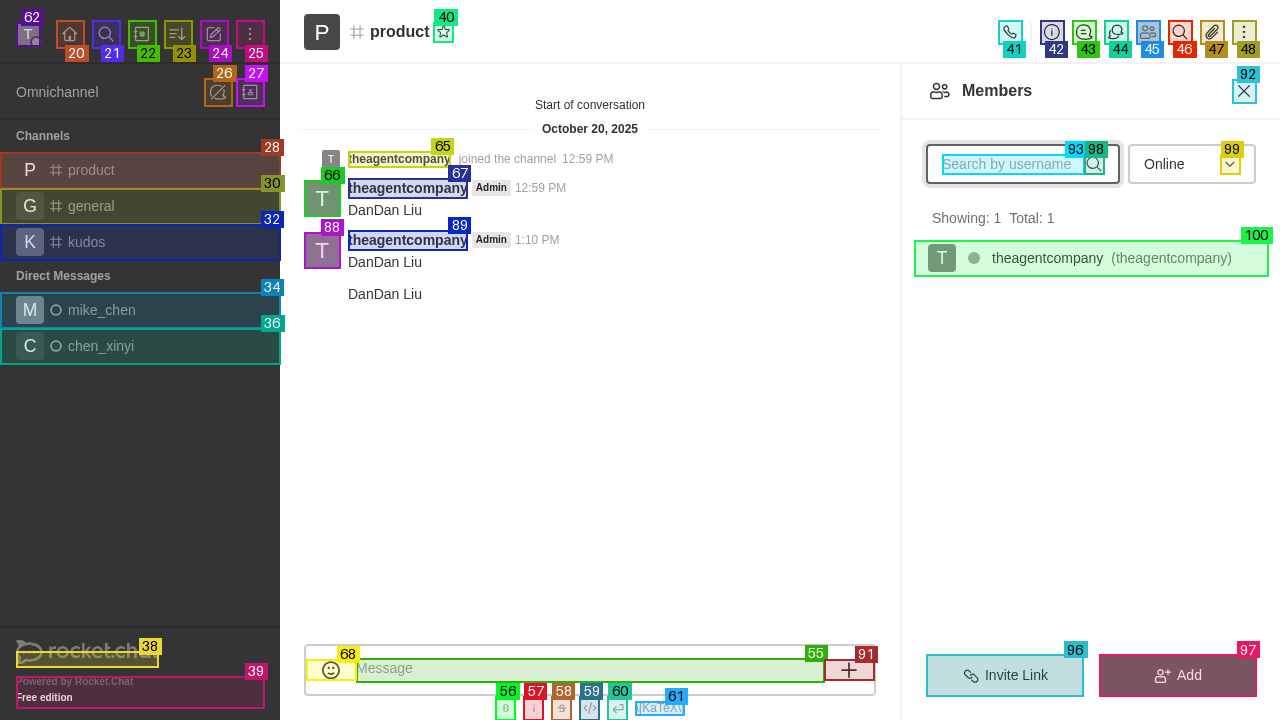 62
T
20
21
22
23
24
25
P
# product
40
41
42
43
44
45
46
47
48
Omnichannel
26
27
Members
92
Channels
28
P # product
30
G # general
32
K # kudos
Direct Messages
34
M mike_chen
36
C chen_xinyi
38
rocket.cha
39
Powered by Rocket.Chat
Free edition
Start of conversation
October 20, 2025
65
T theagentcompany joined the channel 12:59 PM
66
67
T theagentcompany Admin 12:59 PM
DanDan Liu
88
89
T theagentcompany Admin 1:10 PM
DanDan Liu
DanDan Liu
68
55
91
Message
56
57
58
59
60
61
B i S </> \[KaTeX\]
93
98
99
Search by username
Online
Showing: 1 Total: 1
100
T theagentcompany (theagentcompany)
96
97
Invite Link
Add